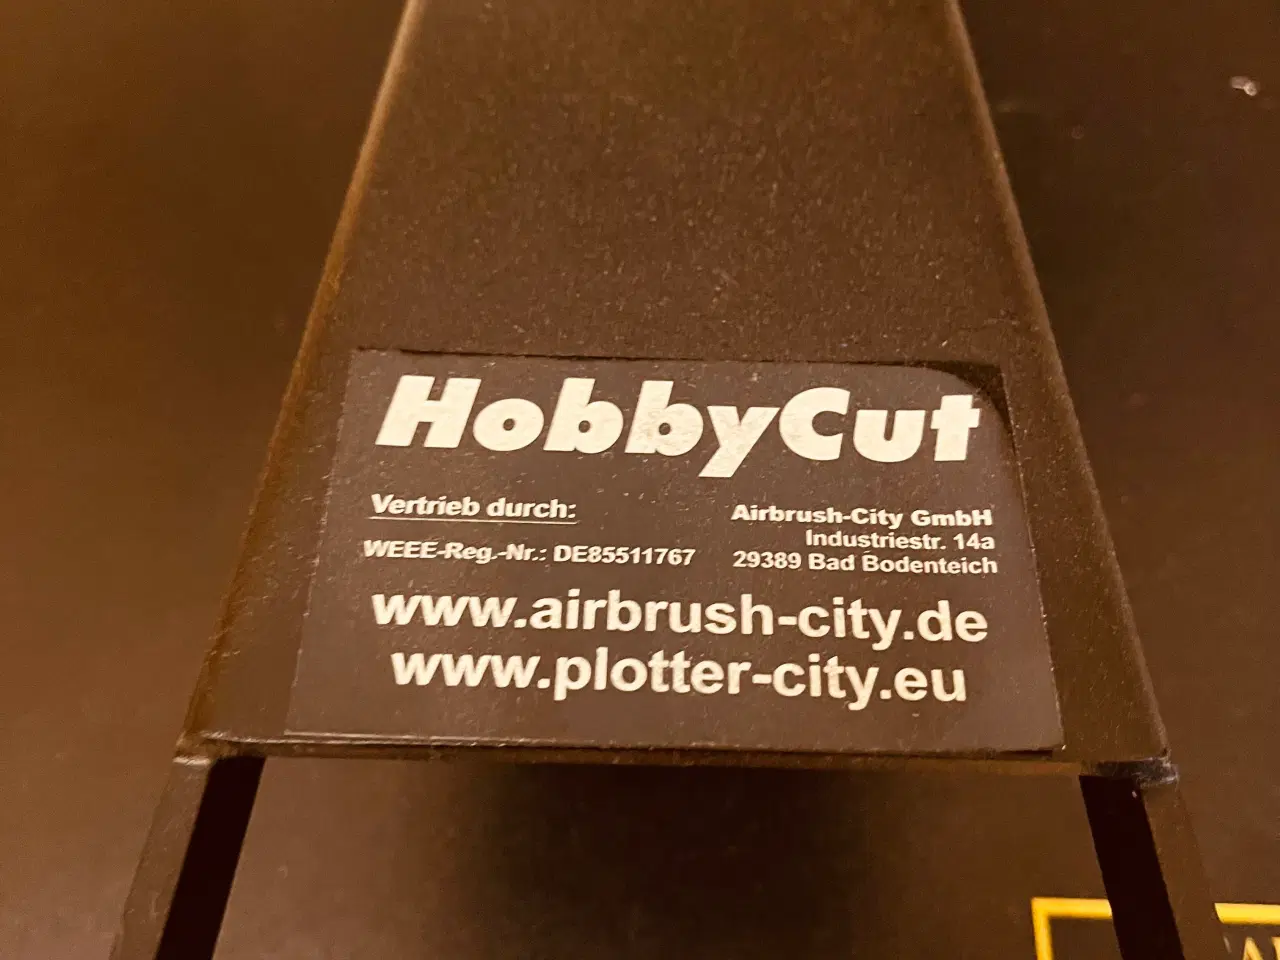 HobbyCut
Vertrieb durch:
WEEE-Reg.-Nr.: DE85511767
Airbrush-City GmbH
Industriestr. 14a
29389 Bad Bodenteich
www.airbrush-city.de
www.plotter-city.eu